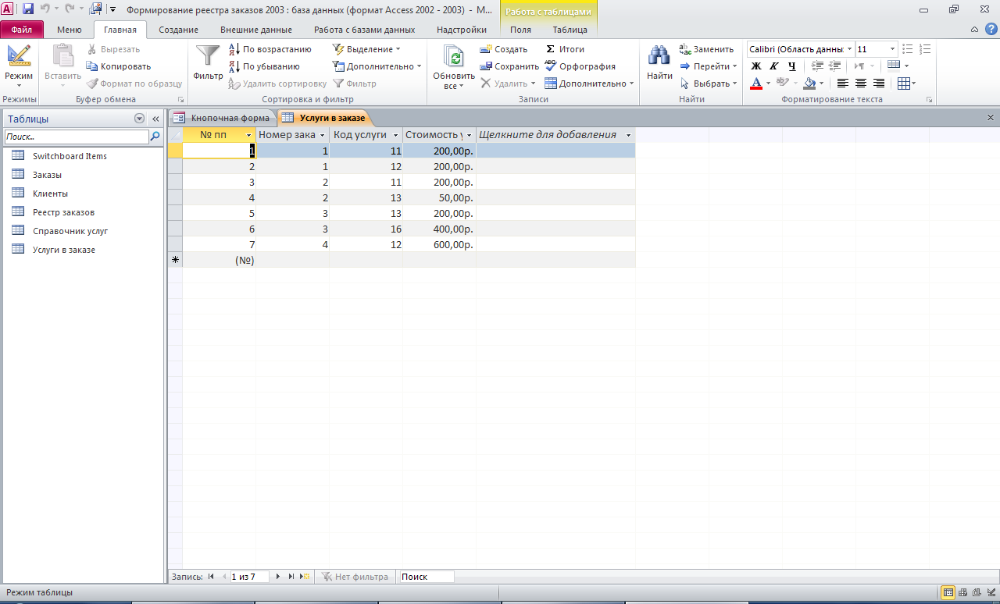 Формирование реестра заказов 2003 : база данных (формат Access 2002 - 2003) - M...
Работа с таблицами
Файл Меню Главная Создание Внешние данные Работа с базами данных Надстройки Поля Таблица
Режим
Режимы
Вставить
Вырезать
Копировать
Формат по образцу
Буфер обмена
Фильтр
По возрастанию
По убыванию
Удалить сортировку
Выделение
Дополнительно
Фильтр
Сортировка и фильтр
Обновить
все
Создать
Сохранить
Удалить
Итоги
Орфография
Дополнительно
Записи
Найти
Заменить
Перейти
Выбрать
Найти
Calibri (Область данны 11
Ж К Ч
А
Форматирование текста
Таблицы
Поиск...
Switchboard Items
Заказы
Клиенты
Реестр заказов
Справочник услуг
Услуги в заказе
Кнопочная форма Услуги в заказе
№ пп Номер зака Код услуги Стоимость у Щелкните для добавления
1 1 11 200,00р.
2 1 12 200,00р.
3 2 11 200,00р.
4 2 13 50,00р.
5 3 13 200,00р.
6 3 16 400,00р.
7 4 12 600,00р.
(№)
Запись: 1 из 7 Нет фильтра Поиск
Режим таблицы